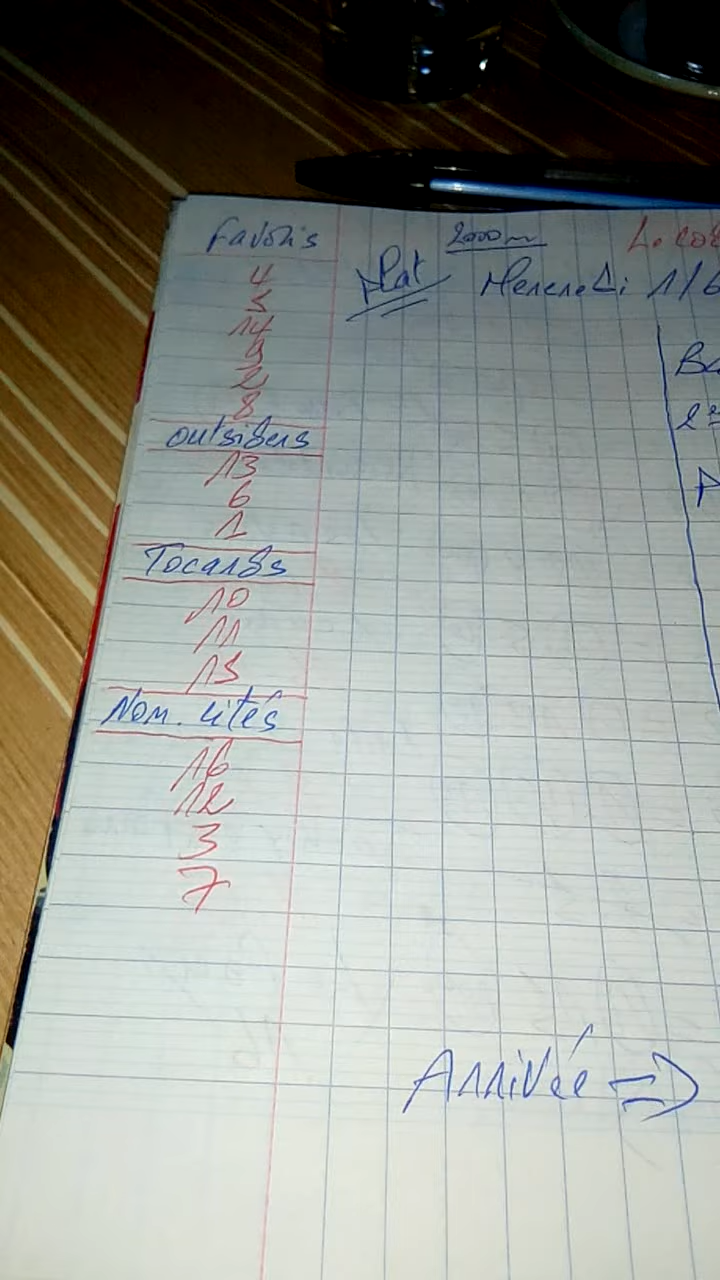 Favoris
4
5
14
9
2
8
outsiders
13
6
1
Tocards
10
11
15
Non. cités
16
12
3
7
2000m
Plat
Mercredi 1/6
Arrivée ⇒